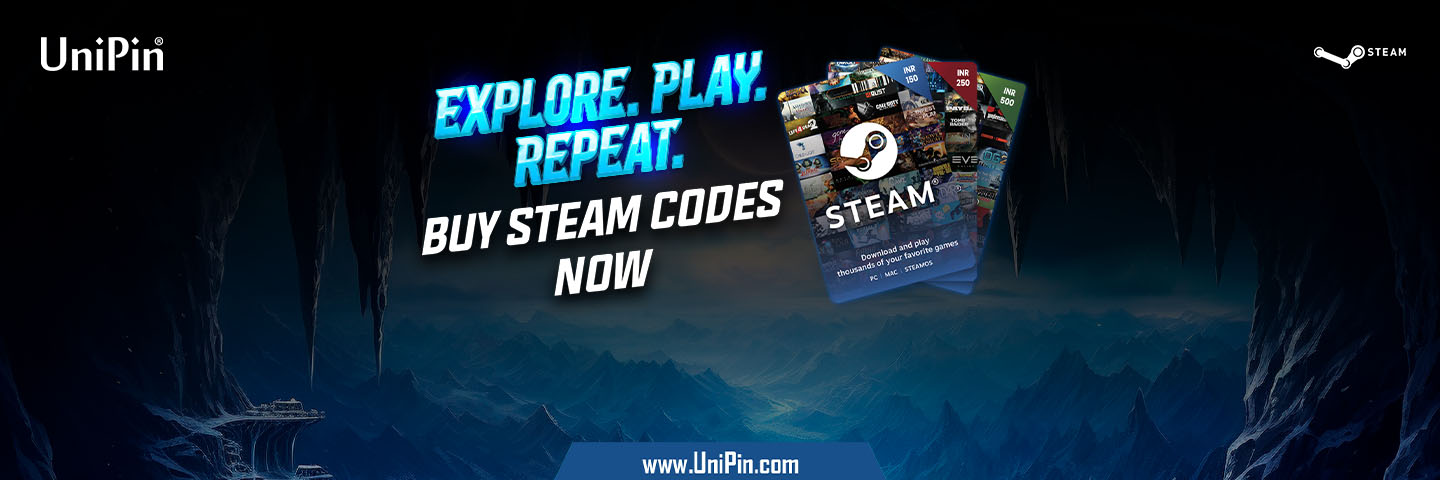 UniPin®
EXPLORE. PLAY.
REPEAT.
BUY STEAM CODES
NOW
STEAM
INR
150
INR
250
INR
500
STEAM®
Download and play
thousands of your favorite games
PC | MAC | STEAMOS
www.UniPin.com